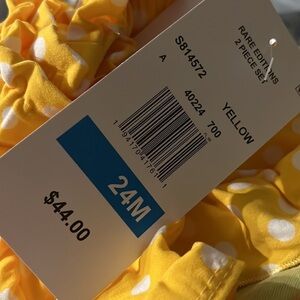 RARE EDITIONS
2 PIECE SET
S814572
A
40224 700
YELLOW
24M
$44.00